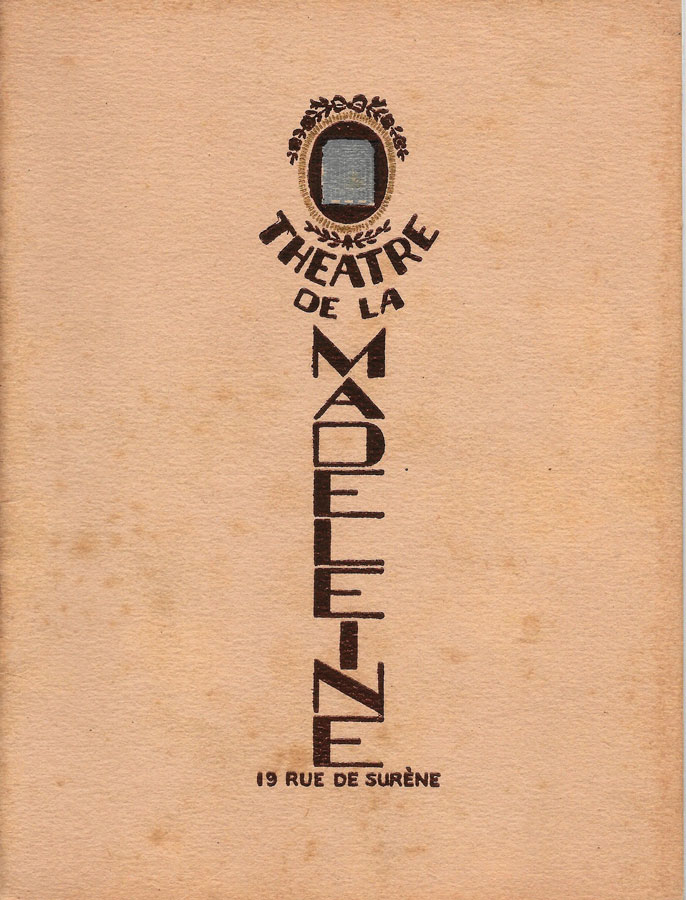 THEATRE
DE LA
MADELEINE
19 RUE DE SURÈNE